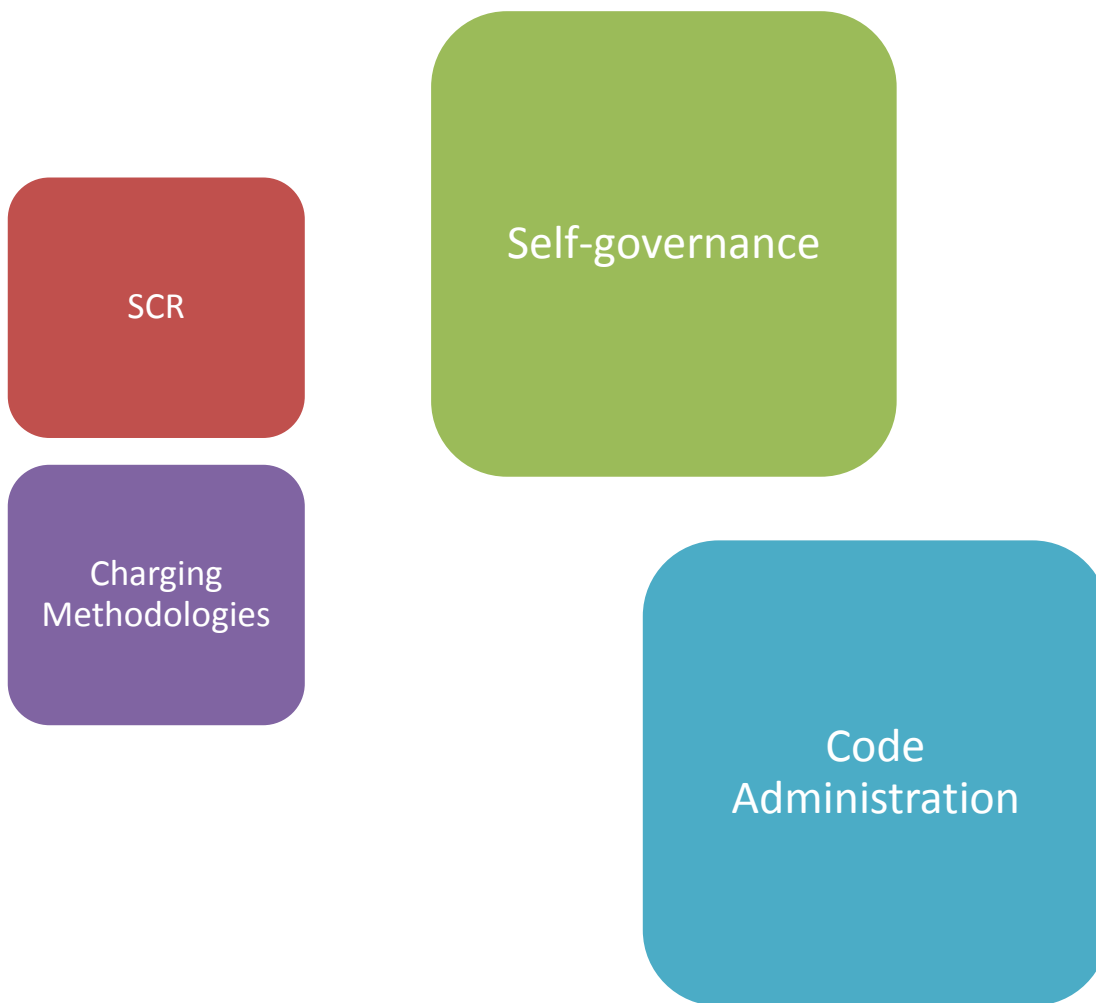 Self-governance
SCR
Charging
Methodologies
Code
Administration